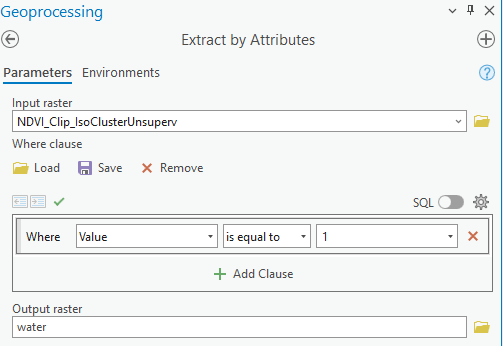 Geoprocessing
Extract by Attributes
Parameters Environments
?
Input raster
NDVI_Clip_IsoClusterUnsuperv
Where clause
Load Save Remove
SQL
Where Value is equal to 1
Add Clause
Output raster
water